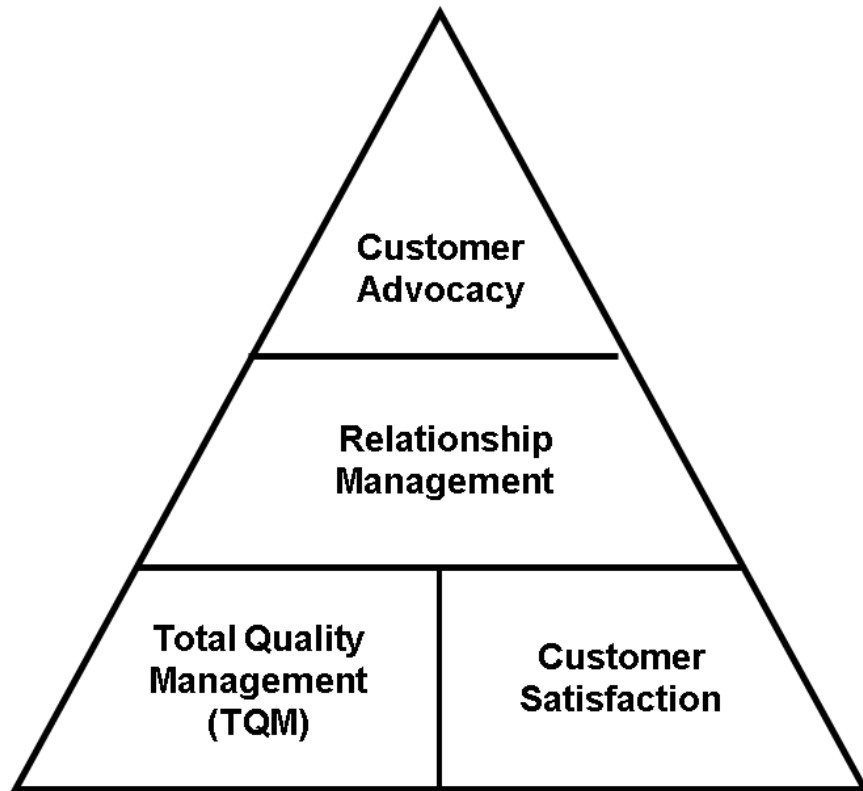 Customer
Advocacy
Relationship
Management
Total Quality
Management
(TQM)
Customer
Satisfaction